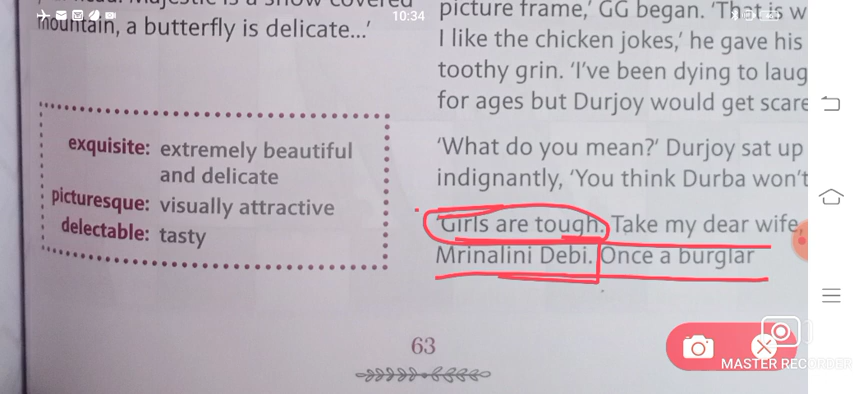 mountain, a butterfly is delicate...’
exquisite: extremely beautiful
and delicate
picturesque: visually attractive
delectable: tasty
picture frame,’ GG began. ‘That is w
I like the chicken jokes,’ he gave his
toothy grin. ‘I’ve been dying to laug
for ages but Durjoy would get scare
‘What do you mean?’ Durjoy sat up
indignantly, ‘You think Durba won’t
‘Girls are tough. Take my dear wife,
Mrinalini Debi. Once a burglar
63
10:34
MASTER RECORDER